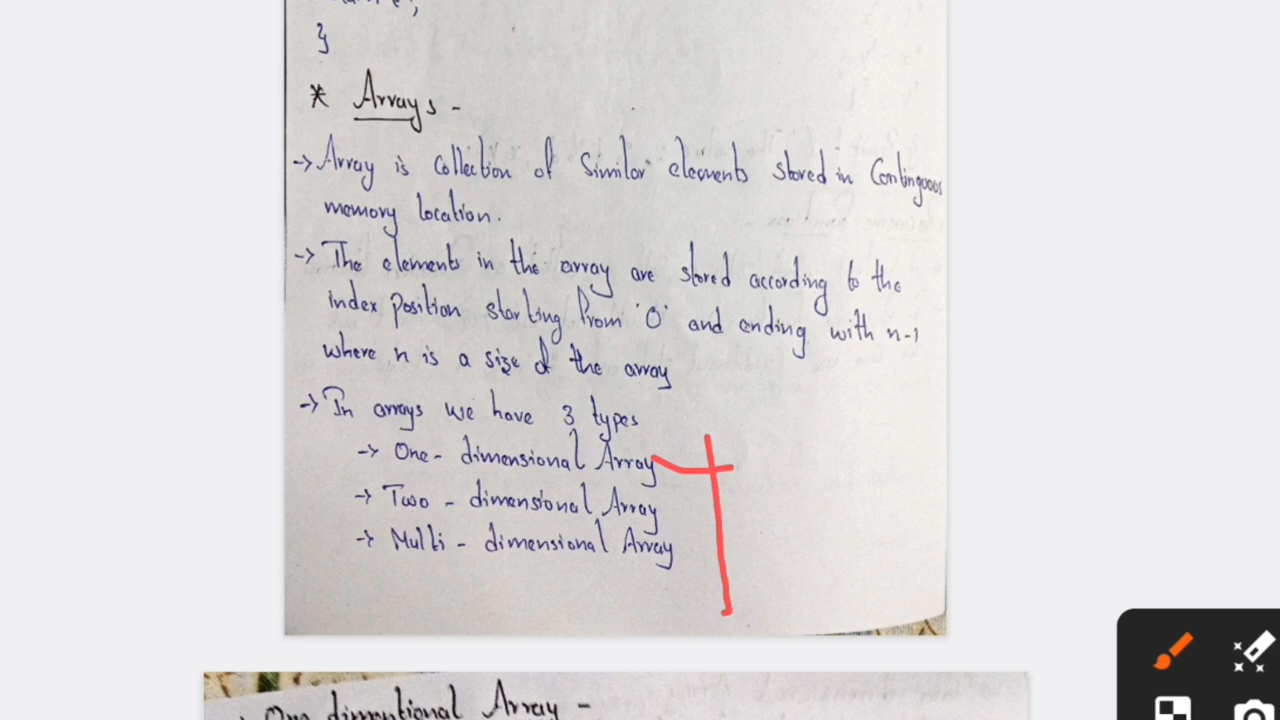 }
* Arrays -
-> Array is collection of similar elements stored in Continguous
memory location.
-> The elements in the array are stored according to the
index position starting from '0' and ending with n-1
where n is a size of the array
-> In arrays we have 3 types
-> One - dimensional Array
-> Two - dimensional Array
-> Multi - dimensional Array
One dimentional Array -